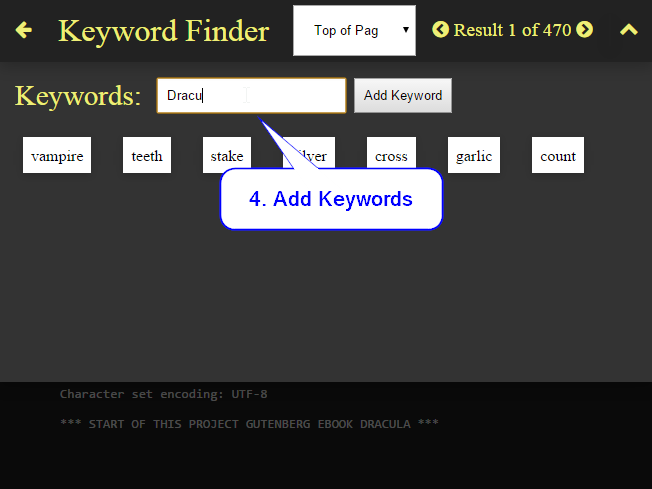 Keyword Finder Top of Pag Result 1 of 470
Keywords: Dracu Add Keyword
vampire teeth stake cross garlic count
4. Add Keywords
Character set encoding: UTF-8
*** START OF THIS PROJECT GUTENBERG EBOOK DRACULA ***